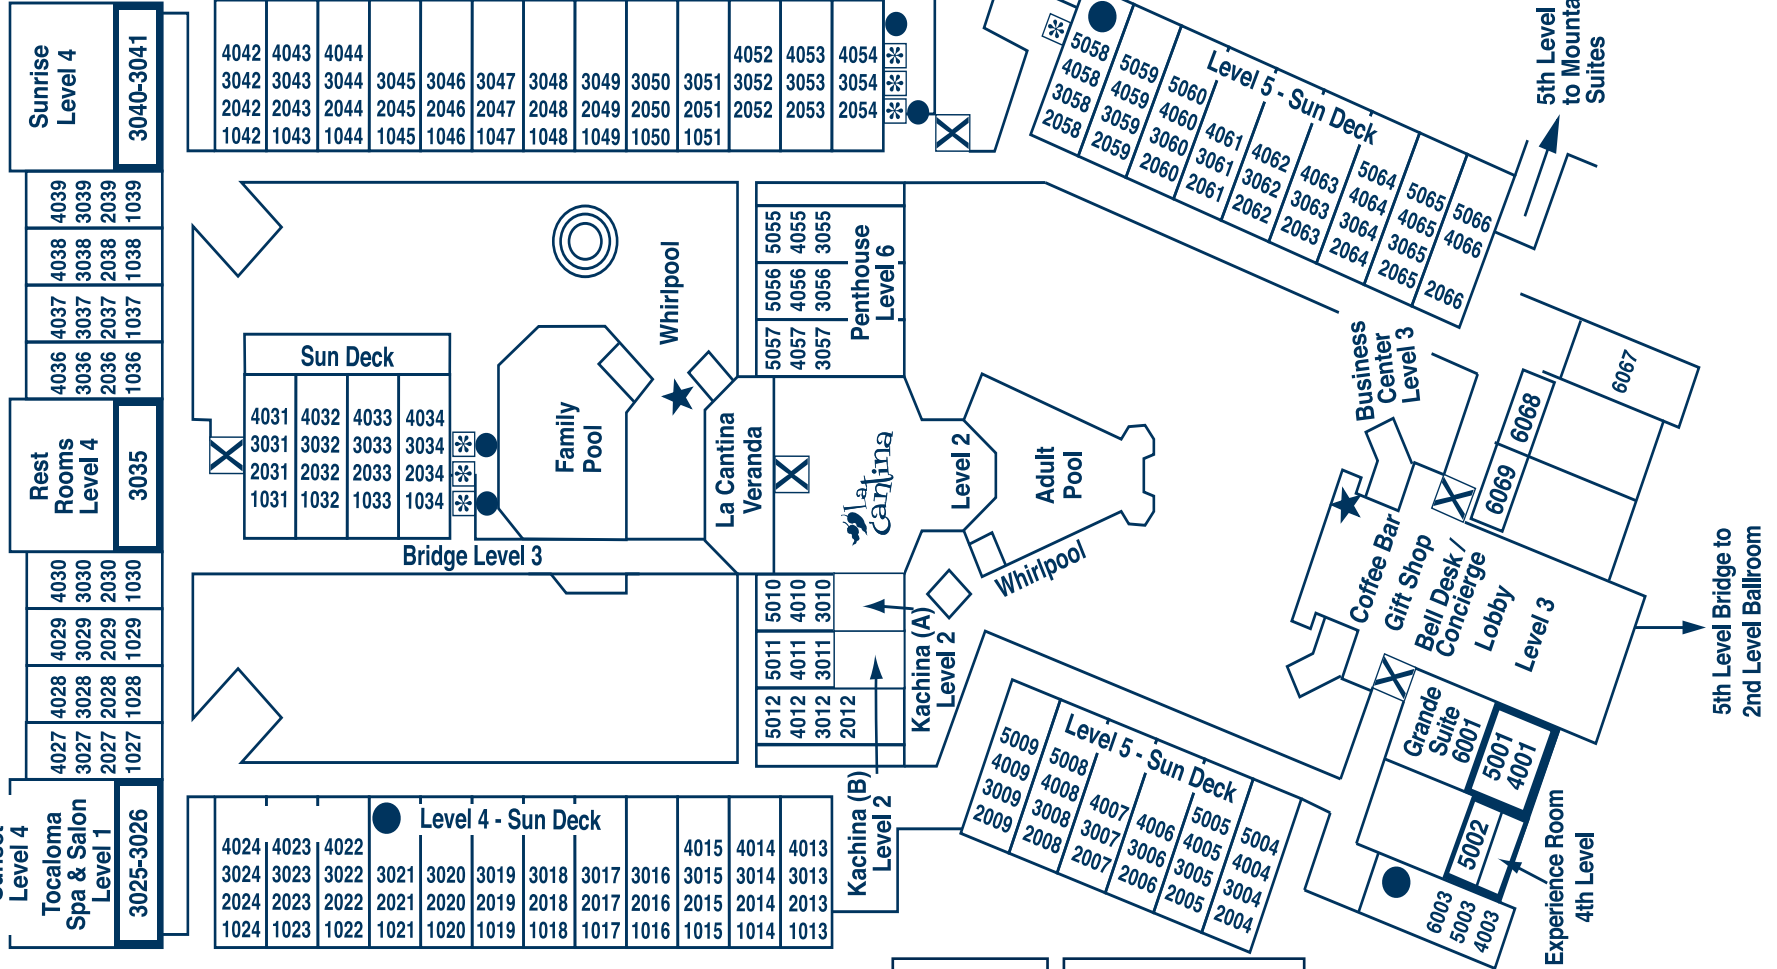 Sunrise
Level 4
3040-3041
4042 4043 4044
3042 3043 3044 3045 3046 3047 3048 3049 3050 3051
2042 2043 2044 2045 2046 2047 2048 2049 2050 2051
1042 1043 1044 1045 1046 1047 1048 1049 1050 1051
4052 4053 4054
3052 3053 3054
2052 2053 2054
4039
3039
2039
1039
4038
3038
2038
1038
4037
3037
2037
1037
4036
3036
2036
1036
Rest
Rooms
Level 4
3035
4030
3030
2030
1030
4029
3029
2029
1029
4028
3028
2028
1028
4027
3027
2027
1027
Level 4
Tocaloma
Spa & Salon
Level 1
3025-3026
Sun Deck
4031 4032 4033 4034
3031 3032 3033 3034
2031 2032 2033 2034
1031 1032 1033 1034
Bridge Level 3
Family
Pool
Whirlpool
La Cantina
Veranda
La
cantina
Level 2
Adult
Pool
Whirlpool
5055
4055
3055
5056
4056
3056
5057
4057
3057
Penthouse
Level 6
5010
4010
3010
5011
4011
3011
5012
4012
3012
2012
Kachina (A)
Level 2
Kachina (B)
Level 2
Level 4 - Sun Deck
4024 4023 4022
3024 3023 3022 3021 3020 3019 3018 3017 3016
2024 2023 2022 2021 2020 2019 2018 2017 2016
1024 1023 1022 1021 1020 1019 1018 1017 1016
4015 4014 4013
3015 3014 3013
2015 2014 2013
1015 1014 1013
Level 5 - Sun Deck
5058
4058
3058
2058
5059
4059
3059
2059
5060
4060
3060
2060
4061
3061
2061
4062
3062
2062
4063
3063
2063
5064
4064
3064
2064
5065
4065
3065
2065
5066
4066
2066
5th Level
to Mounta
Suites
Business
Center
Level 3
6067
6068
6069
Coffee Bar
Gift Shop
Bell Desk /
Concierge
Lobby
Level 3
5th Level Bridge to
2nd Level Ballroom
Level 5 - Sun Deck
5009
4009
3009
2009
5008
4008
3008
2008
4007
3007
2007
4006
3006
2006
5005
4005
3005
2005
5004
4004
3004
2004
Grande
Suite
6001
5001
4001
5002
6003
5003
4003
Experience Room
4th Level